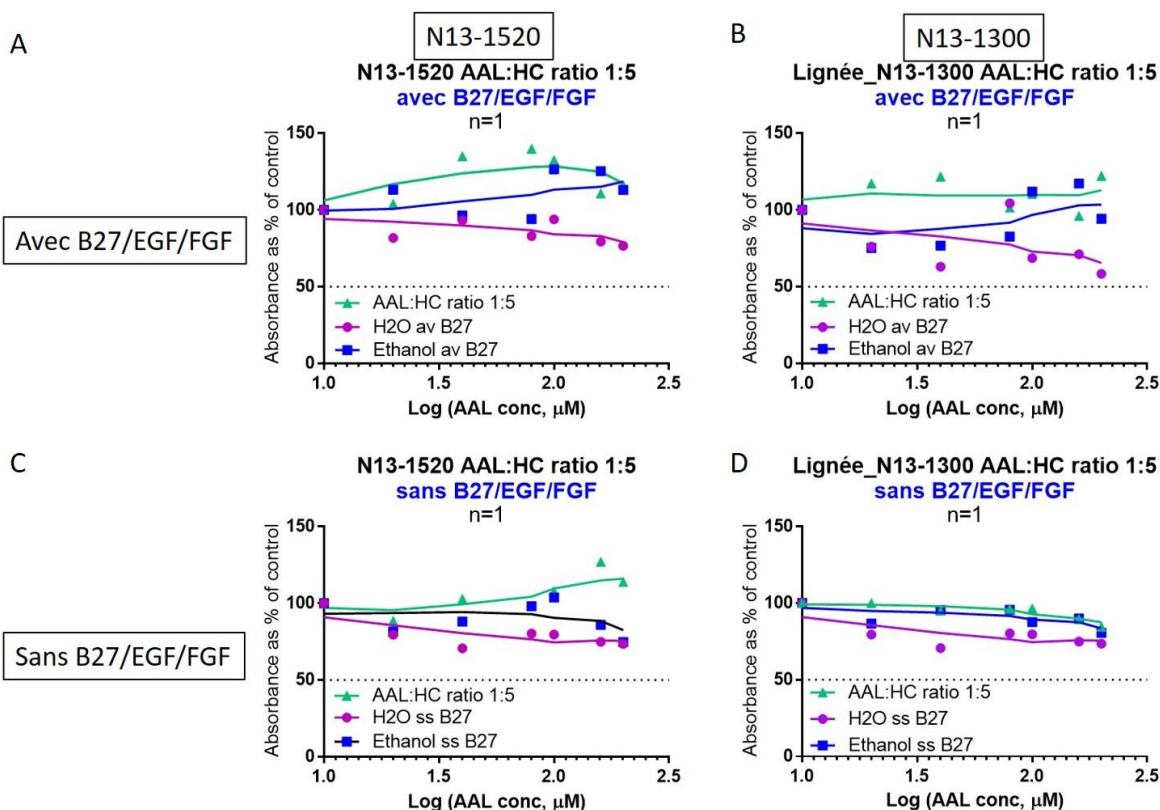 N13-1520
N13-1300
Avec B27/EGF/FGF
Sans B27/EGF/FGF
A
N13-1520 AAL:HC ratio 1:5
avec B27/EGF/FGF
n=1
Absorbance as % of control
150
100
50
0
AAL:HC ratio 1:5
H2O av B27
Ethanol av B27
1.0 1.5 2.0 2.5
Log (AAL conc, µM)
B
Lignée_N13-1300 AAL:HC ratio 1:5
avec B27/EGF/FGF
n=1
Absorbance as % of control
150
100
50
0
AAL:HC ratio 1:5
H2O av B27
Ethanol av B27
1.0 1.5 2.0 2.5
Log (AAL conc, µM)
C
N13-1520 AAL:HC ratio 1:5
sans B27/EGF/FGF
n=1
Absorbance as % of control
150
100
50
0
AAL:HC ratio 1:5
H2O ss B27
Ethanol ss B27
1.0 1.5 2.0 2.5
Log (AAL conc, µM)
D
Lignée_N13-1300 AAL:HC ratio 1:5
sans B27/EGF/FGF
n=1
Absorbance as % of control
150
100
50
0
AAL:HC ratio 1:5
H2O ss B27
Ethanol ss B27
1.0 1.5 2.0 2.5
Log (AAL conc, µM)